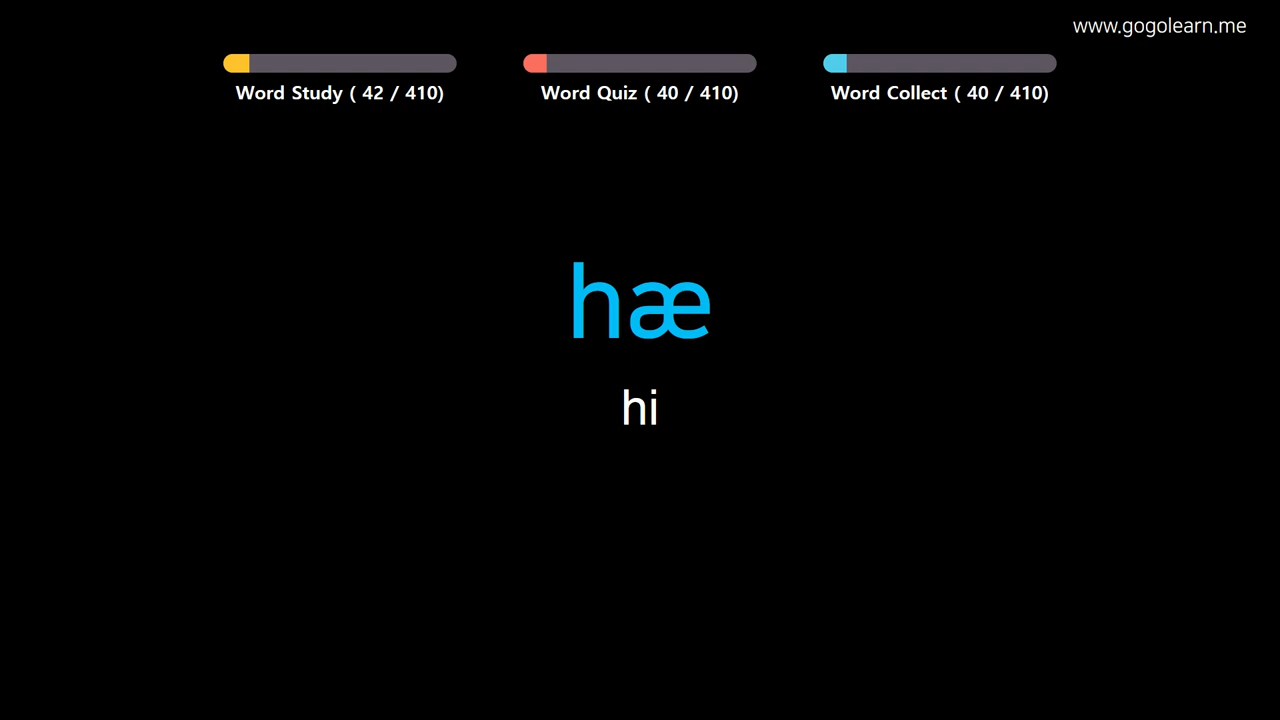 www.gogolearn.me
Word Study ( 42 / 410)
Word Quiz ( 40 / 410)
Word Collect ( 40 / 410)
hæ
hi